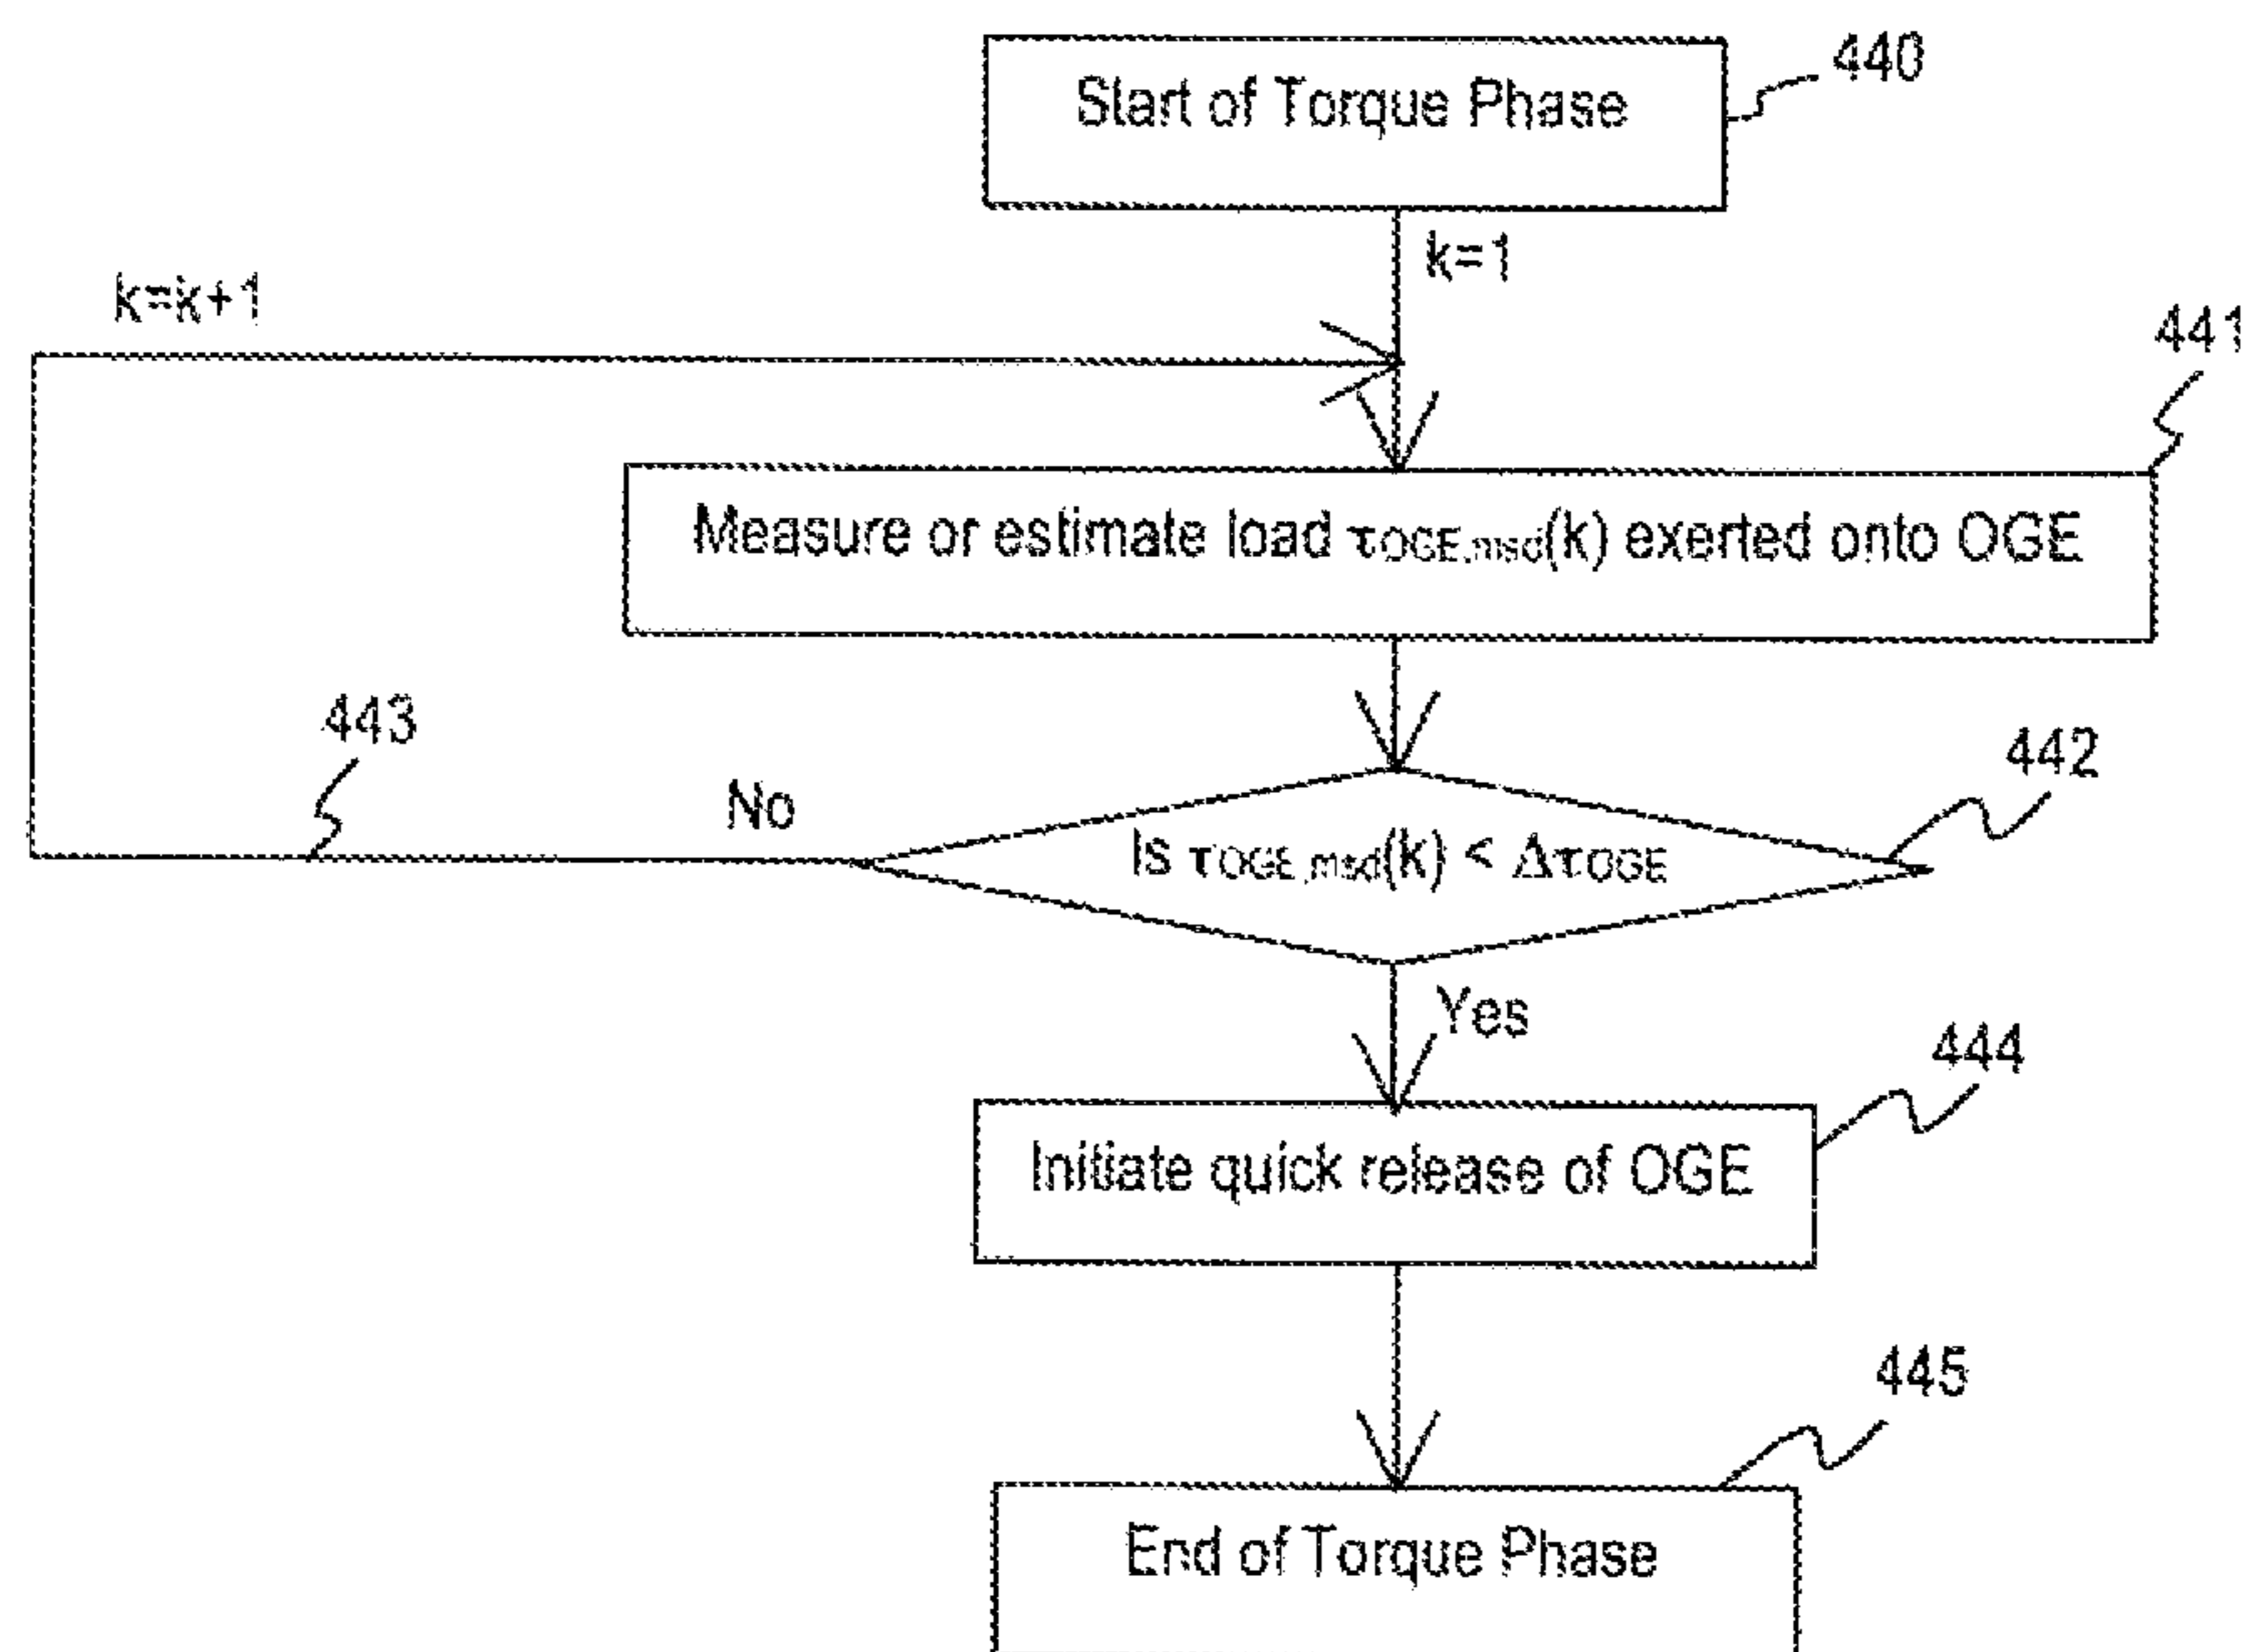 440
Start of Torque Phase
k=1
k=k+1
441
Measure or estimate load τOGE,msd(k) exerted onto OGE
443
442
No
Is τOGE,msd(k) < ΔτOGE
Yes
444
Initiate quick release of OGE
445
End of Torque Phase